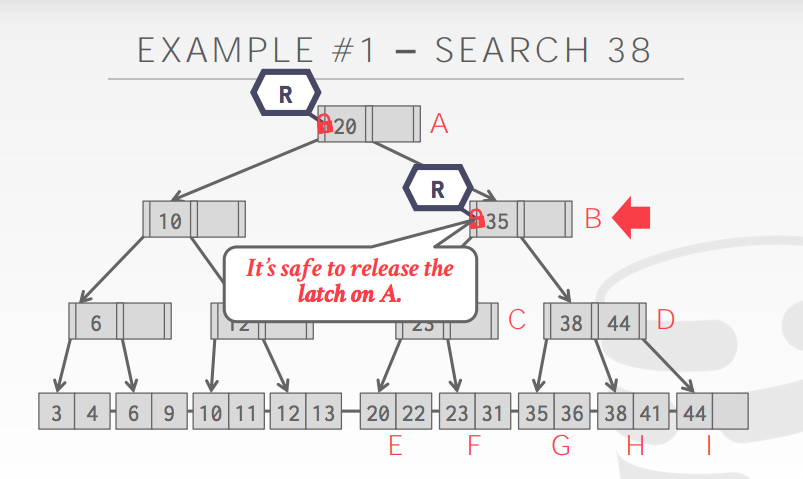 EXAMPLE #1 – SEARCH 38
R
20 A
R
10
35 B
It's safe to release the
latch on A.
6
12
23 C
38 44 D
3 4
6 9
10 11
12 13
20 22
23 31
35 36
38 41
44
E F G H I